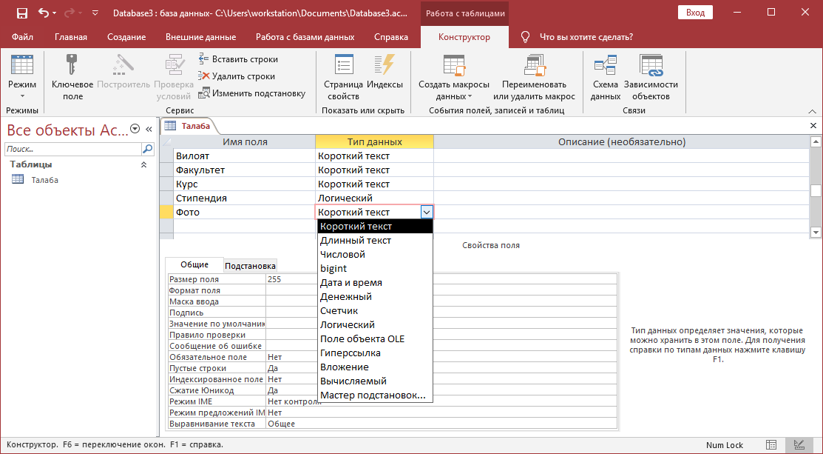 Database3 : база данных- C:\Users\workstation\Documents\Database3.ac...
Работа с таблицами
Вход
Файл Главная Создание Внешние данные Работа с базами данных Справка Конструктор Что вы хотите сделать?
Режим
Режимы
Ключевое поле
Построитель
Проверка условий
Вставить строки
Удалить строки
Изменить подстановку
Сервис
Страница свойств
Индексы
Показать или скрыть
Создать макросы данных
Переименовать или удалить макрос
События полей, записей и таблиц
Схема данных
Зависимости объектов
Связи
Все объекты Ac...
Поиск...
Таблицы
Талаба
Талаба
Имя поля Тип данных Описание (необязательно)
Вилоят Короткий текст
Факультет Короткий текст
Курс Короткий текст
Стипендия Логический
Фото Короткий текст
Короткий текст
Длинный текст
Числовой
bigint
Дата и время
Денежный
Счетчик
Логический
Поле объекта OLE
Гиперссылка
Вложение
Вычисляемый
Мастер подстановок...
Свойства поля
Общие Подстановка
Размер поля 255
Формат поля
Маска ввода
Подпись
Значение по умолчани
Правило проверки
Сообщение об ошибке
Обязательное поле Нет
Пустые строки Да
Индексированное поле Нет
Сжатие Юникод Да
Режим IME Нет контроля
Режим предложений IM Нет
Выравнивание текста Общее
Тип данных определяет значения, которые
можно хранить в этом поле. Для получения
справки по типам данных нажмите клавишу
F1.
Конструктор. F6 = переключение окон. F1 = справка.
Num Lock